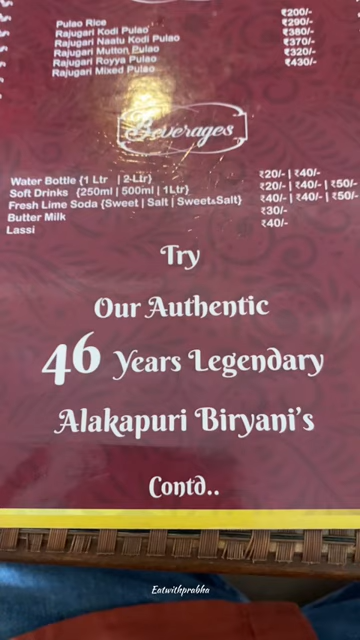 Pulao Rice ₹200/-
Rajugari Kodi Pulao ₹290/-
Rajugari Naatu Kodi Pulao ₹380/-
Rajugari Mutton Pulao ₹370/-
Rajugari Royya Pulao ₹320/-
Rajugari Mixed Pulao ₹430/-
Beverages
Water Bottle {1 Ltr | 2-Ltr} ₹20/- | ₹40/-
Soft Drinks {250ml | 500ml | 1Ltr} ₹20/- | ₹40/- | ₹50/-
Fresh Lime Soda {Sweet | Salt | Sweet&Salt} ₹40/- | ₹40/- | ₹50/-
Butter Milk ₹30/-
Lassi ₹40/-
Try
Our Authentic
46 Years Legendary
Alakapuri Biryani's
Contd..
Eatwithprabha